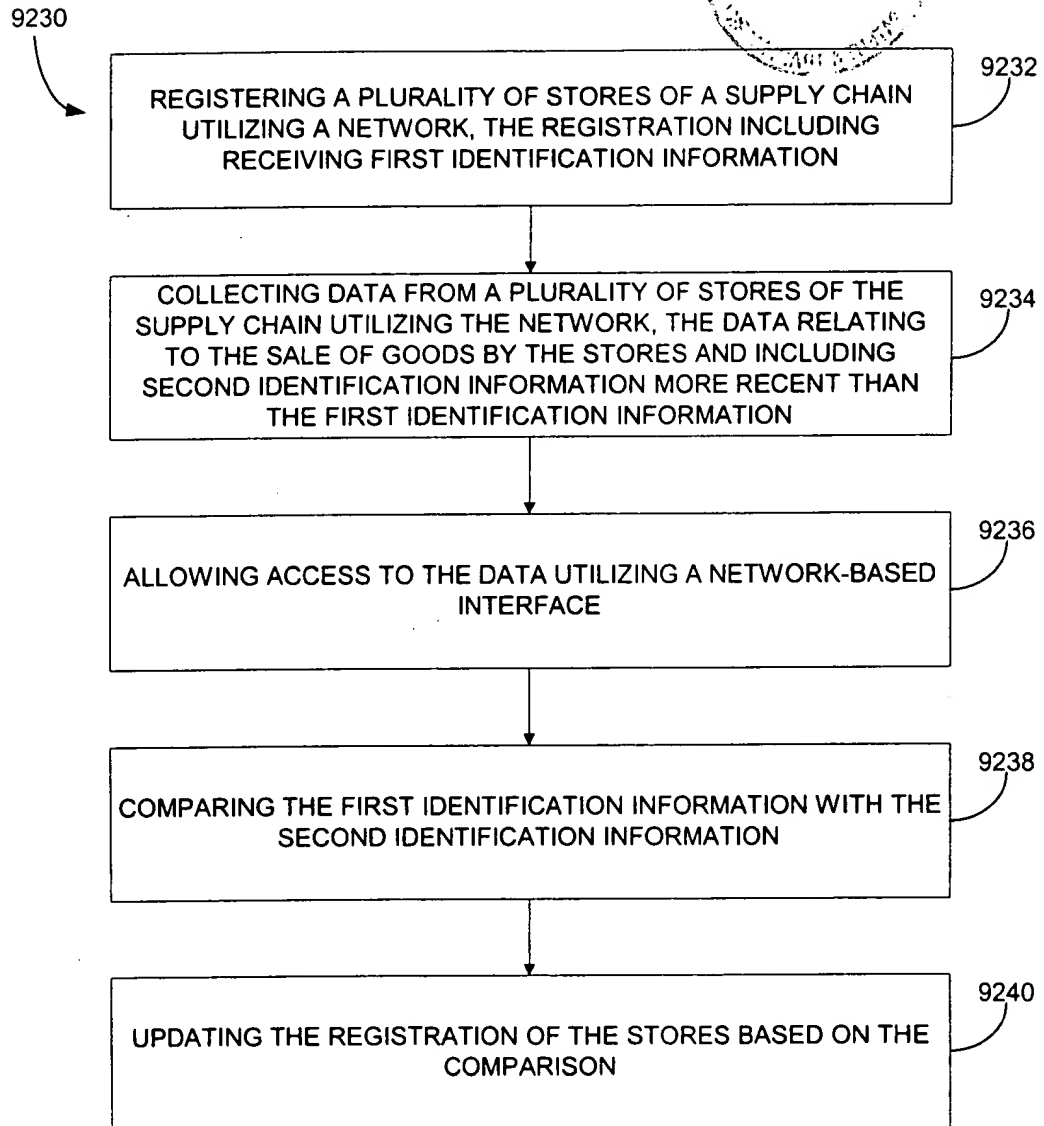 9230
9232
REGISTERING A PLURALITY OF STORES OF A SUPPLY CHAIN
UTILIZING A NETWORK, THE REGISTRATION INCLUDING
RECEIVING FIRST IDENTIFICATION INFORMATION
9234
COLLECTING DATA FROM A PLURALITY OF STORES OF THE
SUPPLY CHAIN UTILIZING THE NETWORK, THE DATA RELATING
TO THE SALE OF GOODS BY THE STORES AND INCLUDING
SECOND IDENTIFICATION INFORMATION MORE RECENT THAN
THE FIRST IDENTIFICATION INFORMATION
9236
ALLOWING ACCESS TO THE DATA UTILIZING A NETWORK-BASED
INTERFACE
9238
COMPARING THE FIRST IDENTIFICATION INFORMATION WITH THE
SECOND IDENTIFICATION INFORMATION
9240
UPDATING THE REGISTRATION OF THE STORES BASED ON THE
COMPARISON